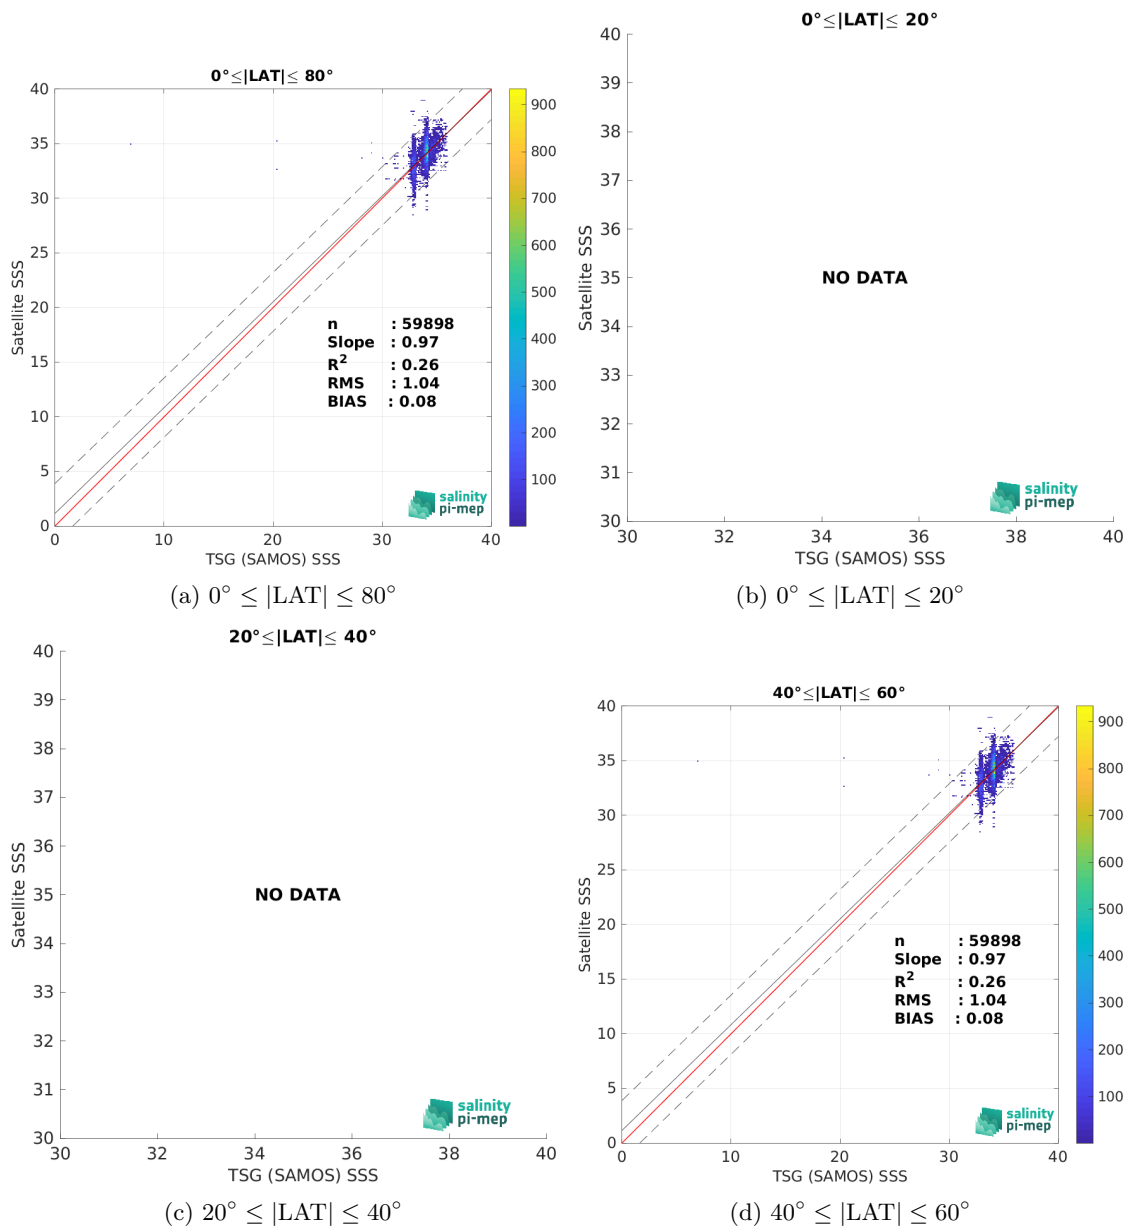 0°≤|LAT|≤ 80°
40
35
30
25
20
15
10
5
0
0
10
20
30
40
Satellite SSS
TSG (SAMOS) SSS
n : 59898
Slope : 0.97
R² : 0.26
RMS : 1.04
BIAS : 0.08
salinity
pi-mep
900
800
700
600
500
400
300
200
100
(a) 0° ≤ |LAT| ≤ 80°
0°≤|LAT|≤ 20°
40
39
38
37
36
35
34
33
32
31
30
30
32
34
36
38
40
Satellite SSS
TSG (SAMOS) SSS
NO DATA
salinity
pi-mep
(b) 0° ≤ |LAT| ≤ 20°
20°≤|LAT|≤ 40°
40
39
38
37
36
35
34
33
32
31
30
30
32
34
36
38
40
Satellite SSS
TSG (SAMOS) SSS
NO DATA
salinity
pi-mep
(c) 20° ≤ |LAT| ≤ 40°
40°≤|LAT|≤ 60°
40
35
30
25
20
15
10
5
0
0
10
20
30
40
Satellite SSS
TSG (SAMOS) SSS
n : 59898
Slope : 0.97
R² : 0.26
RMS : 1.04
BIAS : 0.08
salinity
pi-mep
900
800
700
600
500
400
300
200
100
(d) 40° ≤ |LAT| ≤ 60°